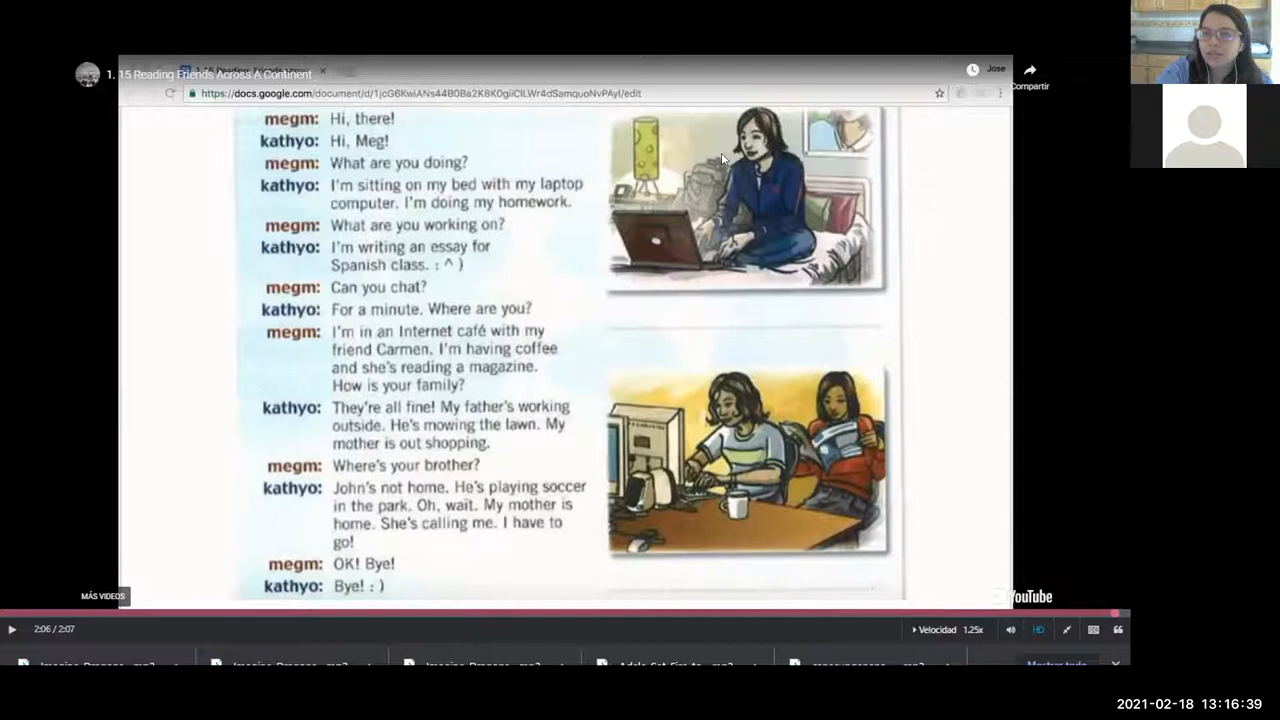 1. 15 Reading Friends Across A Continent
Jose
Compartir
https://docs.google.com/document/d/1jcG6KwiANs44B0Ba2K8K0giiCILWr4dSamquoNvPAyI/edit
megm: Hi, there!
kathyo: Hi, Meg!
megm: What are you doing?
kathyo: I'm sitting on my bed with my laptop
computer. I'm doing my homework.
megm: What are you working on?
kathyo: I'm writing an essay for
Spanish class. : ^ )
megm: Can you chat?
kathyo: For a minute. Where are you?
megm: I'm in an Internet café with my
friend Carmen. I'm having coffee
and she's reading a magazine.
How is your family?
kathyo: They're all fine! My father's working
outside. He's mowing the lawn. My
mother is out shopping.
megm: Where's your brother?
kathyo: John's not home. He's playing soccer
in the park. Oh, wait. My mother is
home. She's calling me. I have to
go!
megm: OK! Bye!
kathyo: Bye! : )
MÁS VIDEOS
YouTube
2:06 / 2:07
Velocidad 1.25x
HD
Mostrar todo
2021-02-18 13:16:39